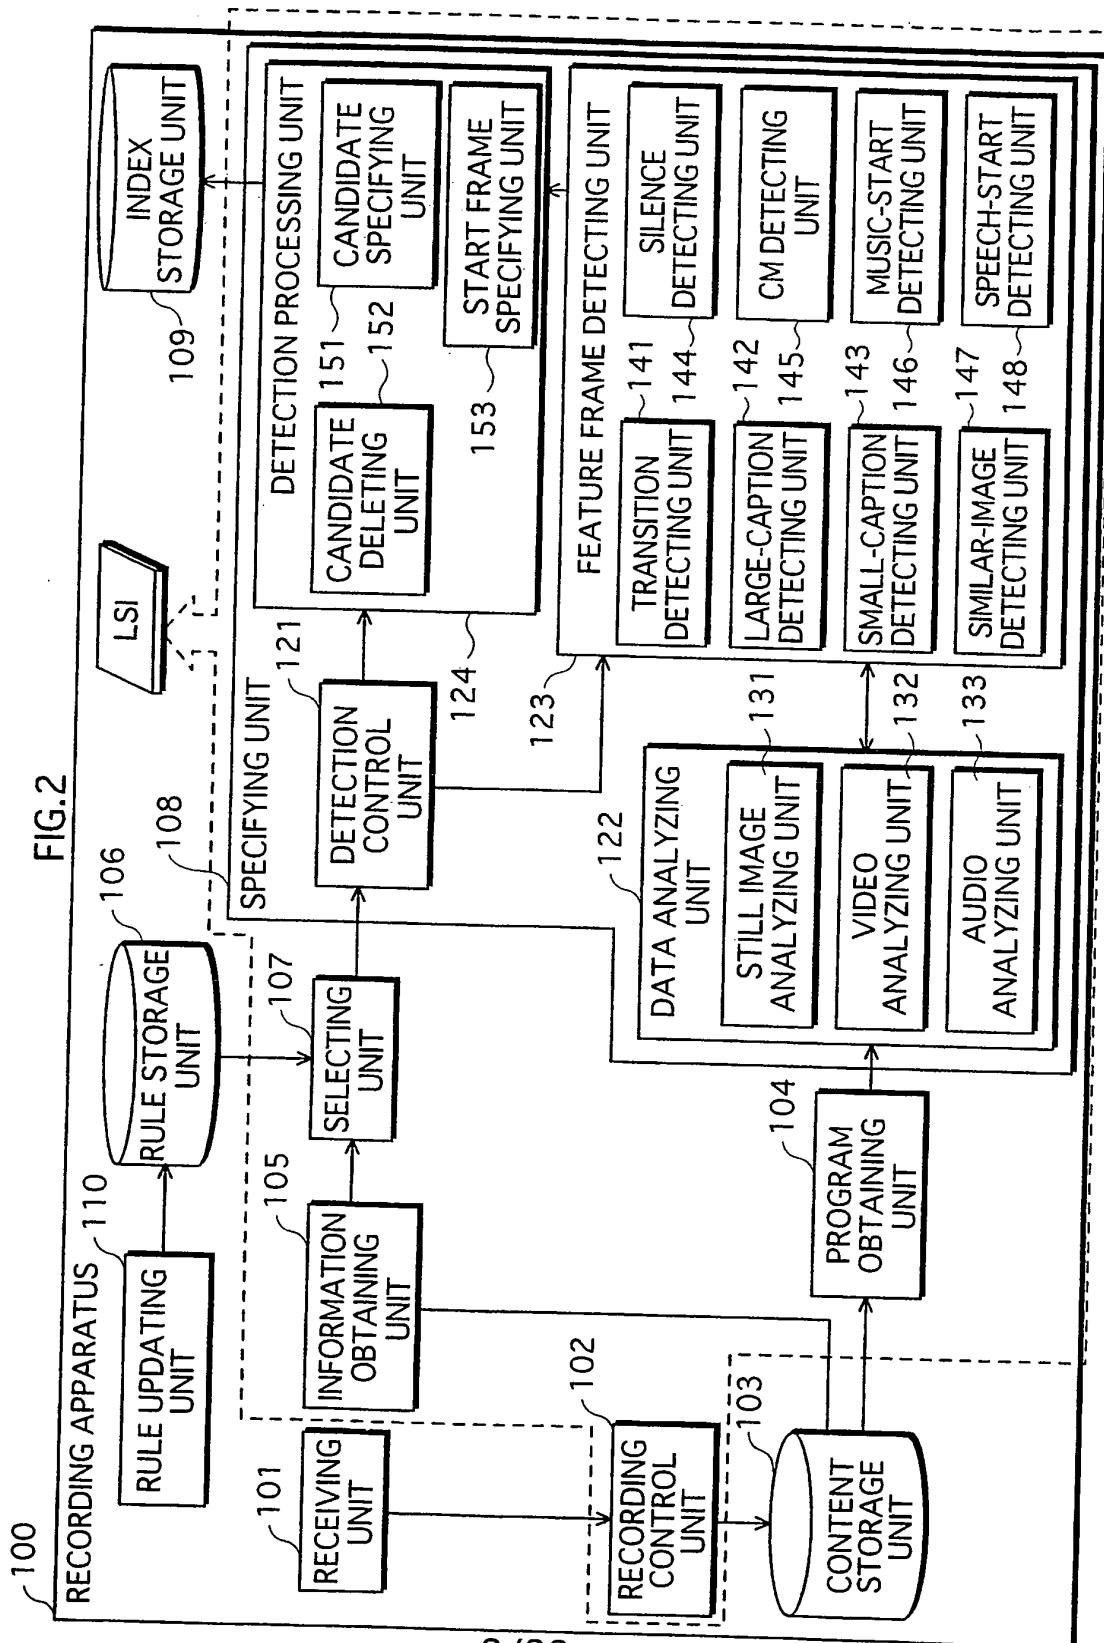 FIG.2
100
RECORDING APPARATUS
110
RULE UPDATING
UNIT
106
RULE STORAGE
UNIT
LSI
INDEX
STORAGE UNIT
109
101
RECEIVING
UNIT
105
INFORMATION
OBTAINING
UNIT
107
SELECTING
UNIT
108
SPECIFYING UNIT
121
DETECTION
CONTROL
UNIT
124
DETECTION PROCESSING UNIT
CANDIDATE
DELETING
UNIT
152
151
CANDIDATE
SPECIFYING
UNIT
153
START FRAME
SPECIFYING UNIT
102
RECORDING
CONTROL
UNIT
103
CONTENT
STORAGE
UNIT
104
PROGRAM
OBTAINING
UNIT
122
DATA ANALYZING
UNIT
131
STILL IMAGE
ANALYZING UNIT
132
VIDEO
ANALYZING UNIT
133
AUDIO
ANALYZING UNIT
123
FEATURE FRAME DETECTING UNIT
TRANSITION
DETECTING UNIT
141
144
SILENCE
DETECTING UNIT
LARGE-CAPTION
DETECTING UNIT
142
145
CM DETECTING
UNIT
SMALL-CAPTION
DETECTING UNIT
143
146
MUSIC-START
DETECTING UNIT
SIMILAR-IMAGE
DETECTING UNIT
147
148
SPEECH-START
DETECTING UNIT